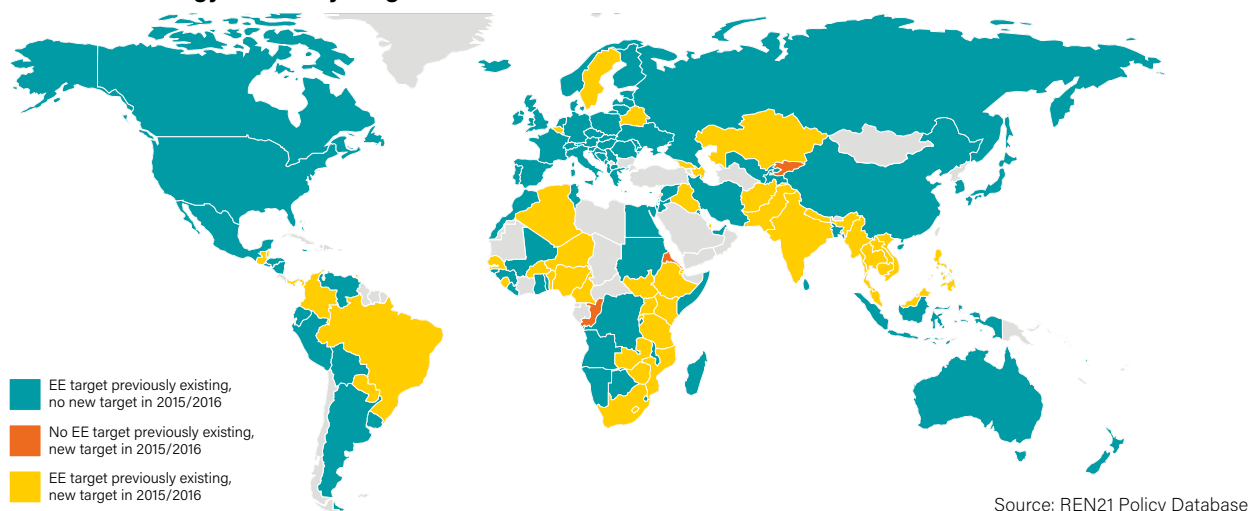 EE target previously existing,
no new target in 2015/2016
No EE target previously existing,
new target in 2015/2016
EE target previously existing,
new target in 2015/2016
Source: REN21 Policy Database